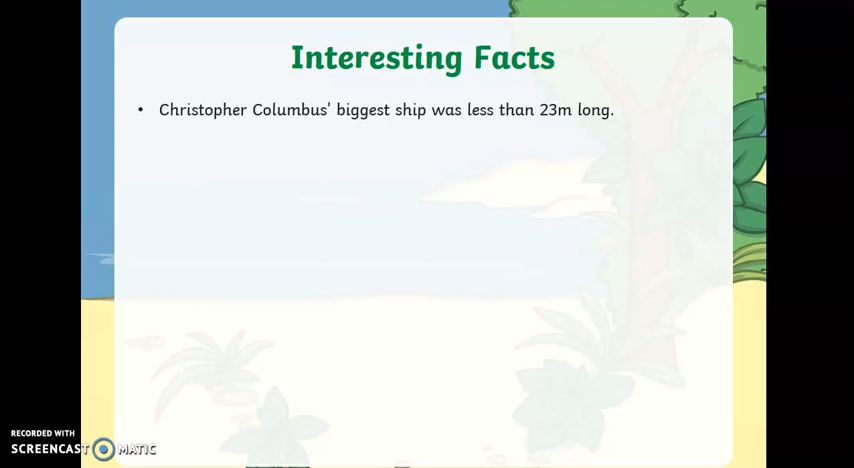 Interesting Facts
• Christopher Columbus’ biggest ship was less than 23m long.
RECORDED WITH
SCREENCAST MATIC